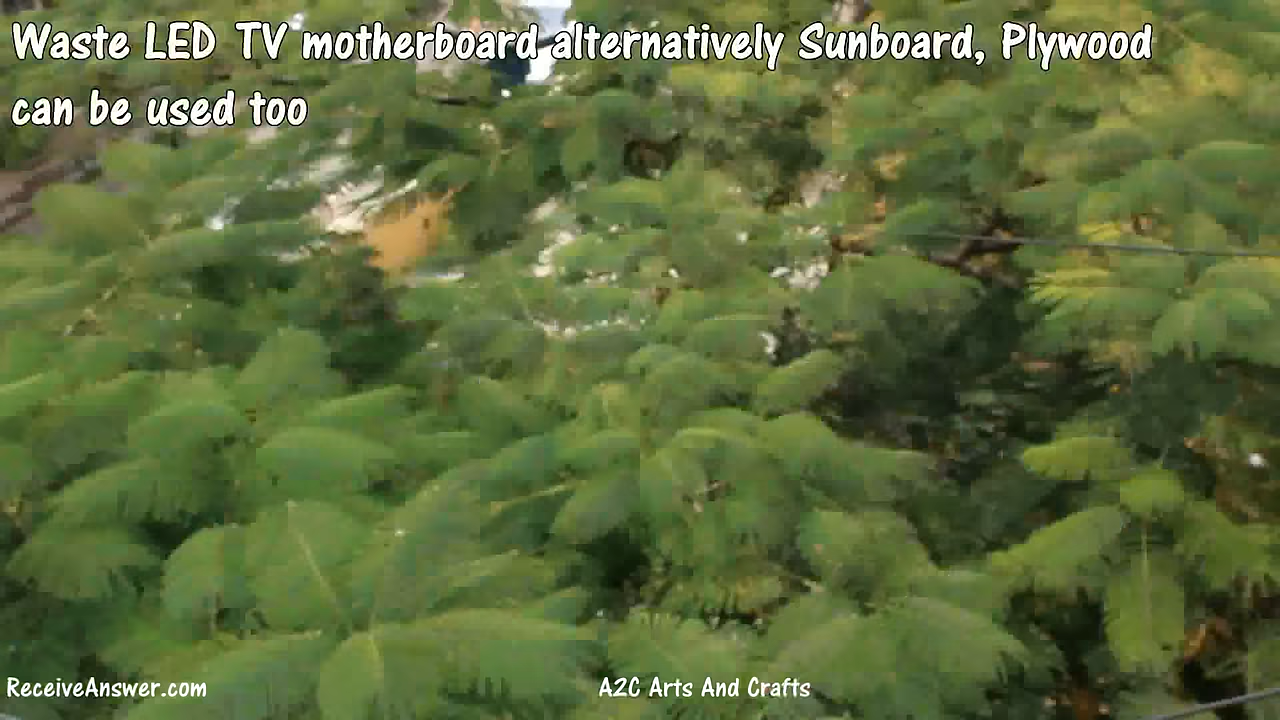 Waste LED TV motherboard alternatively Sunboard, Plywood
can be used too
ReceiveAnswer.com
A2C Arts And Crafts